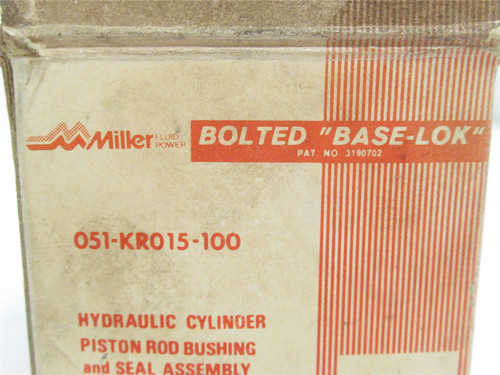 Miller FLUID POWER
BOLTED "BASE-LOK"
PAT. NO 3190702
051-KR015-100
HYDRAULIC CYLINDER
PISTON ROD BUSHING
and SEAL ASSEMBLY